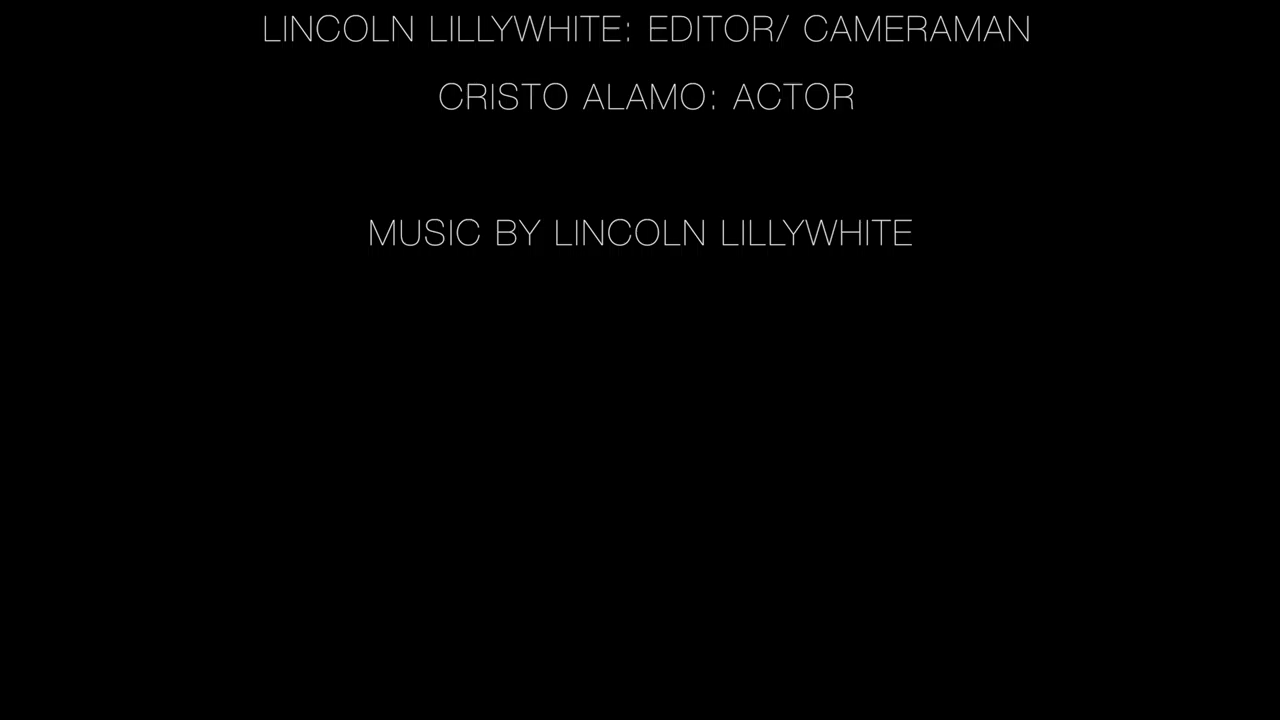 LINCOLN LILLYWHITE: EDITOR/ CAMERAMAN
CRISTO ALAMO: ACTOR
MUSIC BY LINCOLN LILLYWHITE